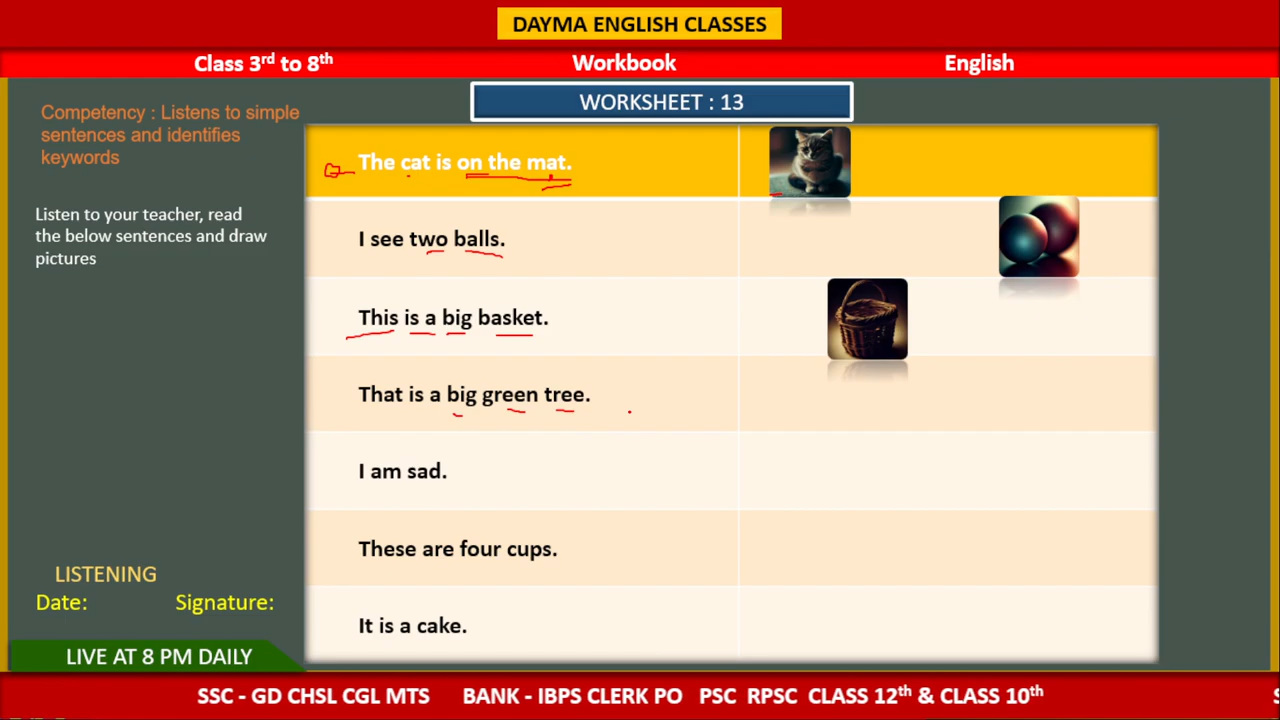 DAYMA ENGLISH CLASSES
Class 3rd to 8th Workbook English
WORKSHEET : 13
Competency : Listens to simple
sentences and identifies
keywords
Listen to your teacher, read
the below sentences and draw
pictures
The cat is on the mat.
I see two balls.
This is a big basket.
That is a big green tree.
I am sad.
These are four cups.
It is a cake.
LISTENING
Date: Signature:
LIVE AT 8 PM DAILY
SSC - GD CHSL CGL MTS BANK - IBPS CLERK PO PSC RPSC CLASS 12th & CLASS 10th